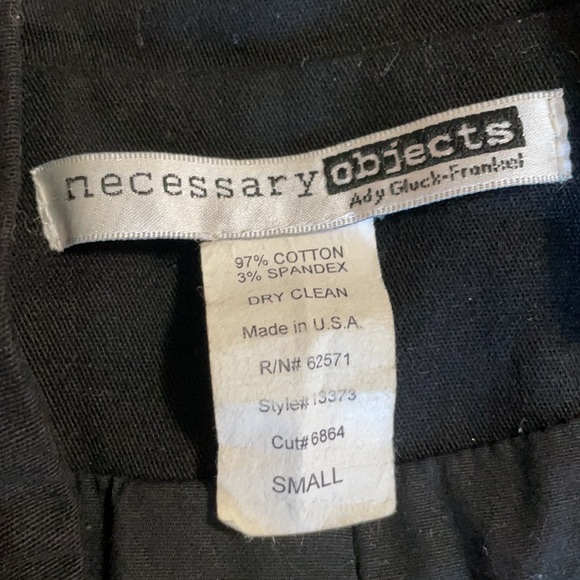 necessary objects
Ady Gluck-Frankel
97% COTTON
3% SPANDEX
DRY CLEAN
Made in U.S.A.
R/N# 62571
Style# 13373
Cut#6864
SMALL